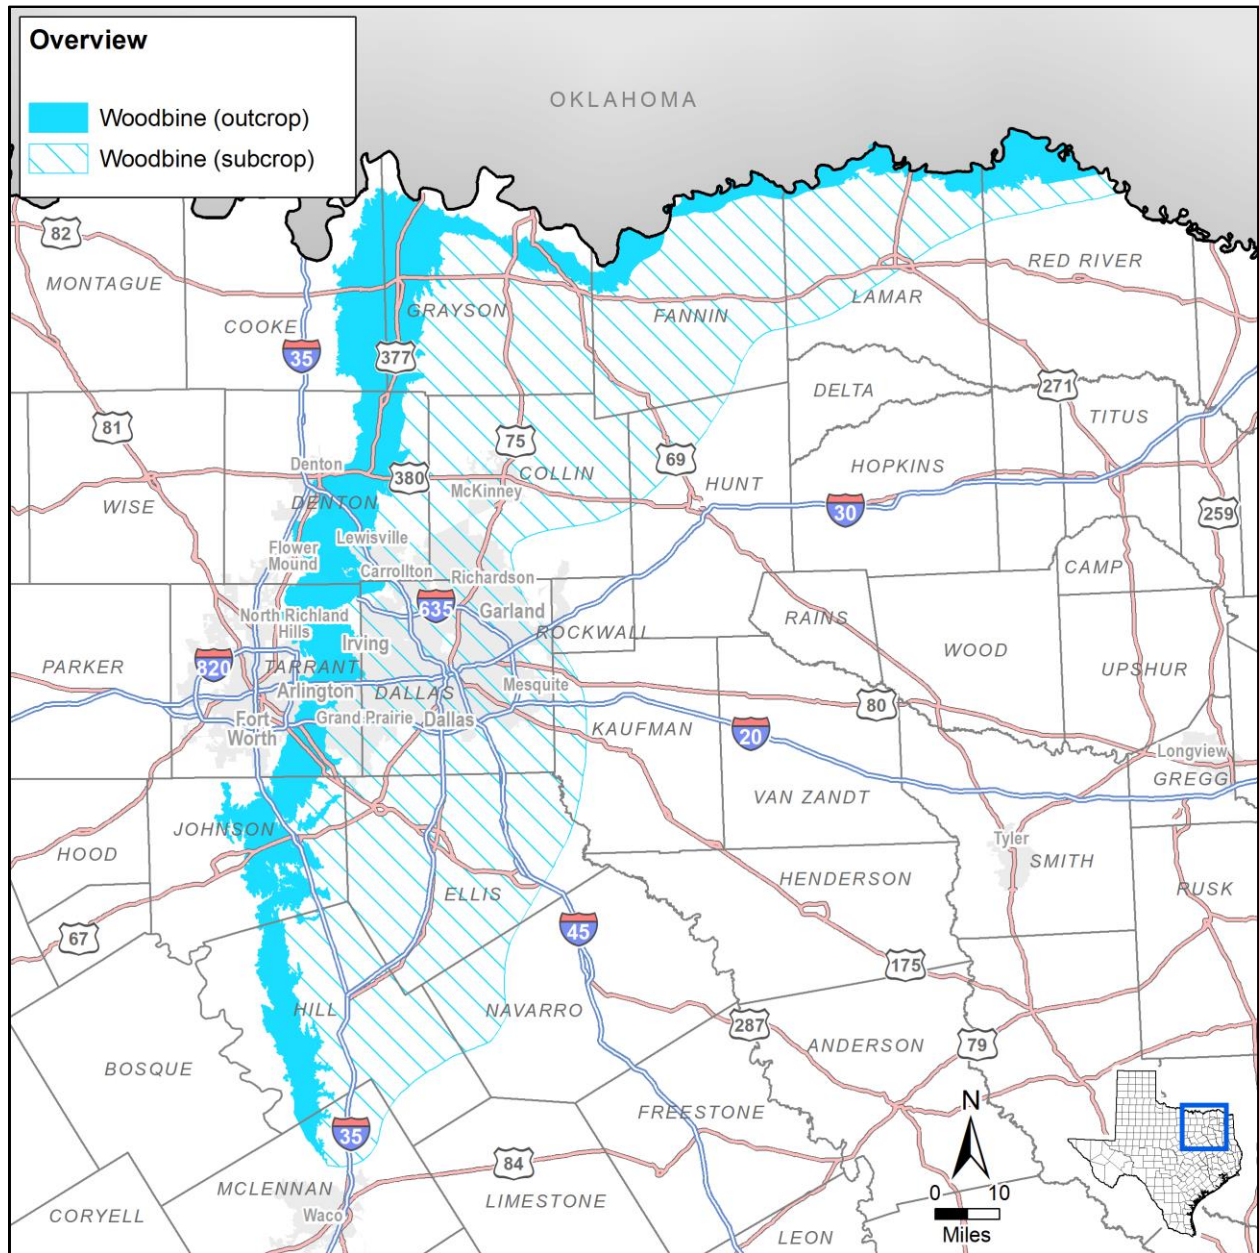 Overview
Woodbine (outcrop)
Woodbine (subcrop)
OKLAHOMA
82
MONTAGUE
COOKE
GRAYSON
FANNIN
LAMAR
RED RIVER
35
377
DELTA
271
TITUS
81
75
69
Denton
380
COLLIN
HOPKINS
McKinney
HUNT
WISE
DENTON
30
259
Lewisville
Flower
Mound
Carrollton
Richardson
CAMP
635
Garland
North Richland
Hills
RAINS
ROCKWALL
Irving
WOOD
PARKER
820
TARRANT
UPSHUR
Arlington
DALLAS
Mesquite
80
Fort
Worth
Grand Prairie
Dallas
KAUFMAN
20
Longview
GREGG
VAN ZANDT
JOHNSON
Tyler
HOOD
SMITH
HENDERSON
ELLIS
RUSK
67
45
175
HILL
NAVARRO
287
79
ANDERSON
BOSQUE
FREESTONE
35
N
84
MCLENNAN
0 10
Miles
LIMESTONE
Waco
CORYELL
LEON